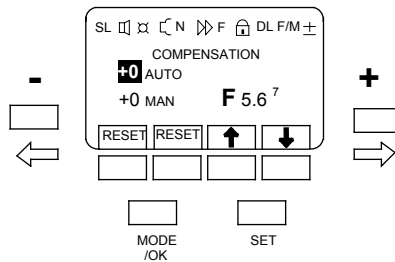 SL N F DL F/M ±
COMPENSATION
+0 AUTO
+0 MAN F 5.6 7
- +
RESET RESET
MODE SET
/OK